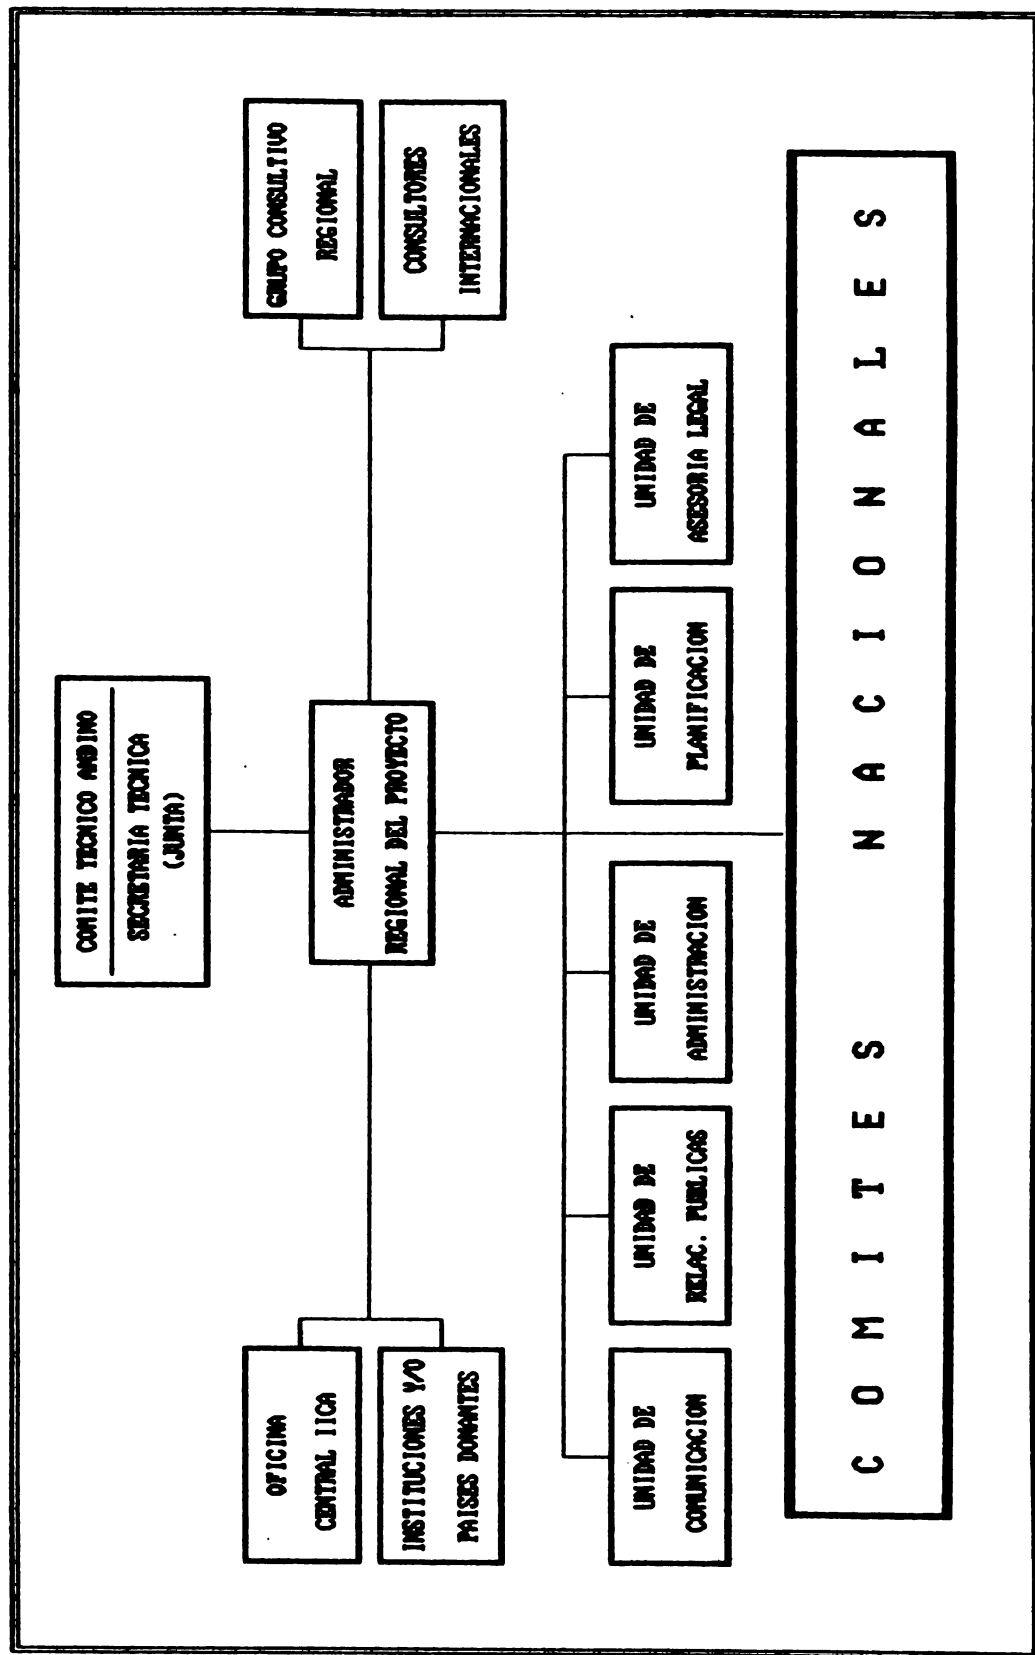 COMITE TECNICO ANDINO
SECRETARIA TECNICA
(JUNTA)
OFICINA
CENTRAL IICA
INSTITUCIONES Y/O
PAISES DONANTES
ADMINISTRADOR
REGIONAL DEL PROYECTO
GRUPO CONSULTIVO
REGIONAL
CONSULTORES
INTERNACIONALES
UNIDAD DE
COMUNICACION
UNIDAD DE
RELAC. PUBLICAS
UNIDAD DE
ADMINISTRACION
UNIDAD DE
PLANIFICACION
UNIDAD DE
ASESORIA LEGAL
COMITES NACIONALES